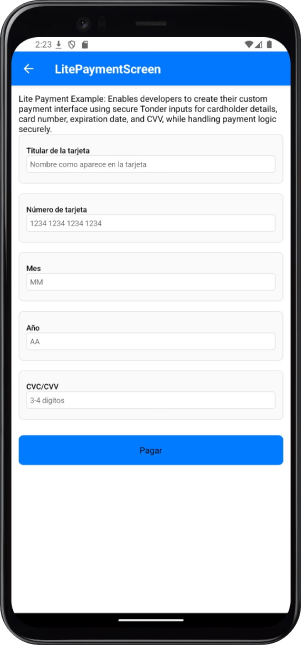 2:23
LitePaymentScreen
Lite Payment Example: Enables developers to create their custom
payment interface using secure Tonder inputs for cardholder details,
card number, expiration date, and CVV, while handling payment logic
securely.
Titular de la tarjeta
Nombre como aparece en la tarjeta
Número de tarjeta
1234 1234 1234 1234
Mes
MM
Año
AA
CVC/CVV
3-4 dígitos
Pagar